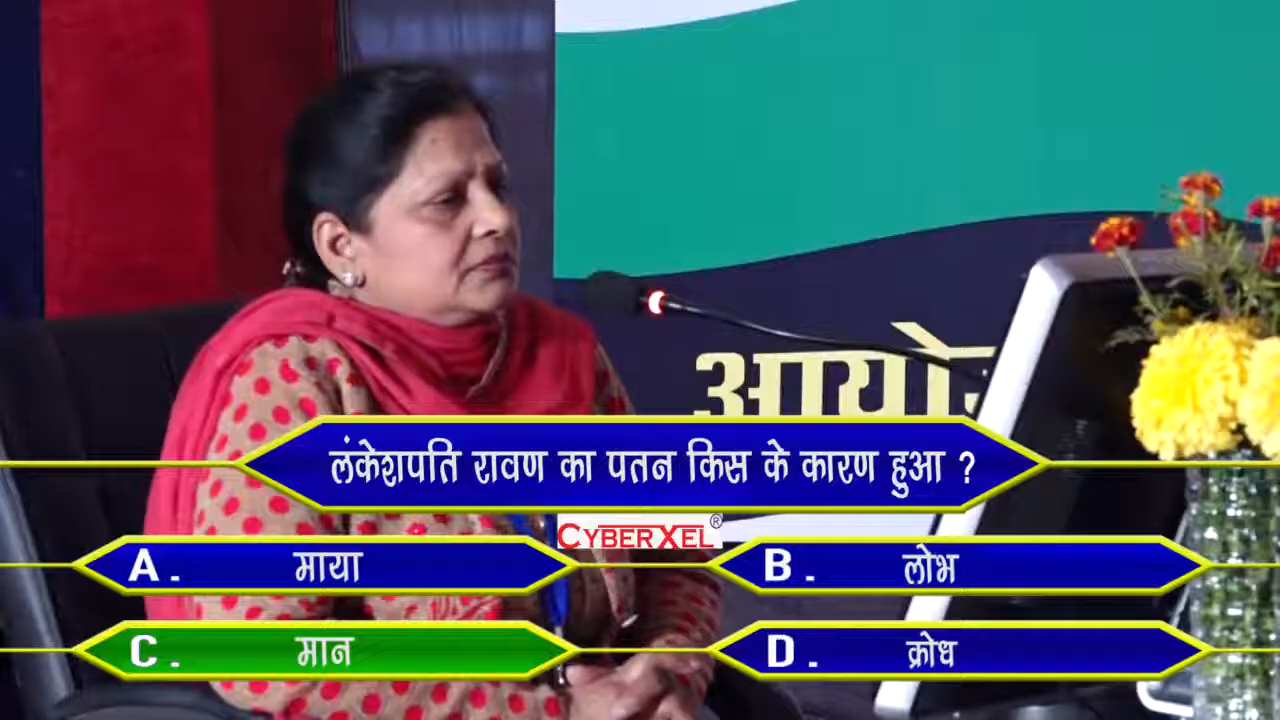 लंकेशपति रावण का पतन किस के कारण हुआ ?
CYBERXEL®
A. माया
B. लोभ
C. मान
D. क्रोध